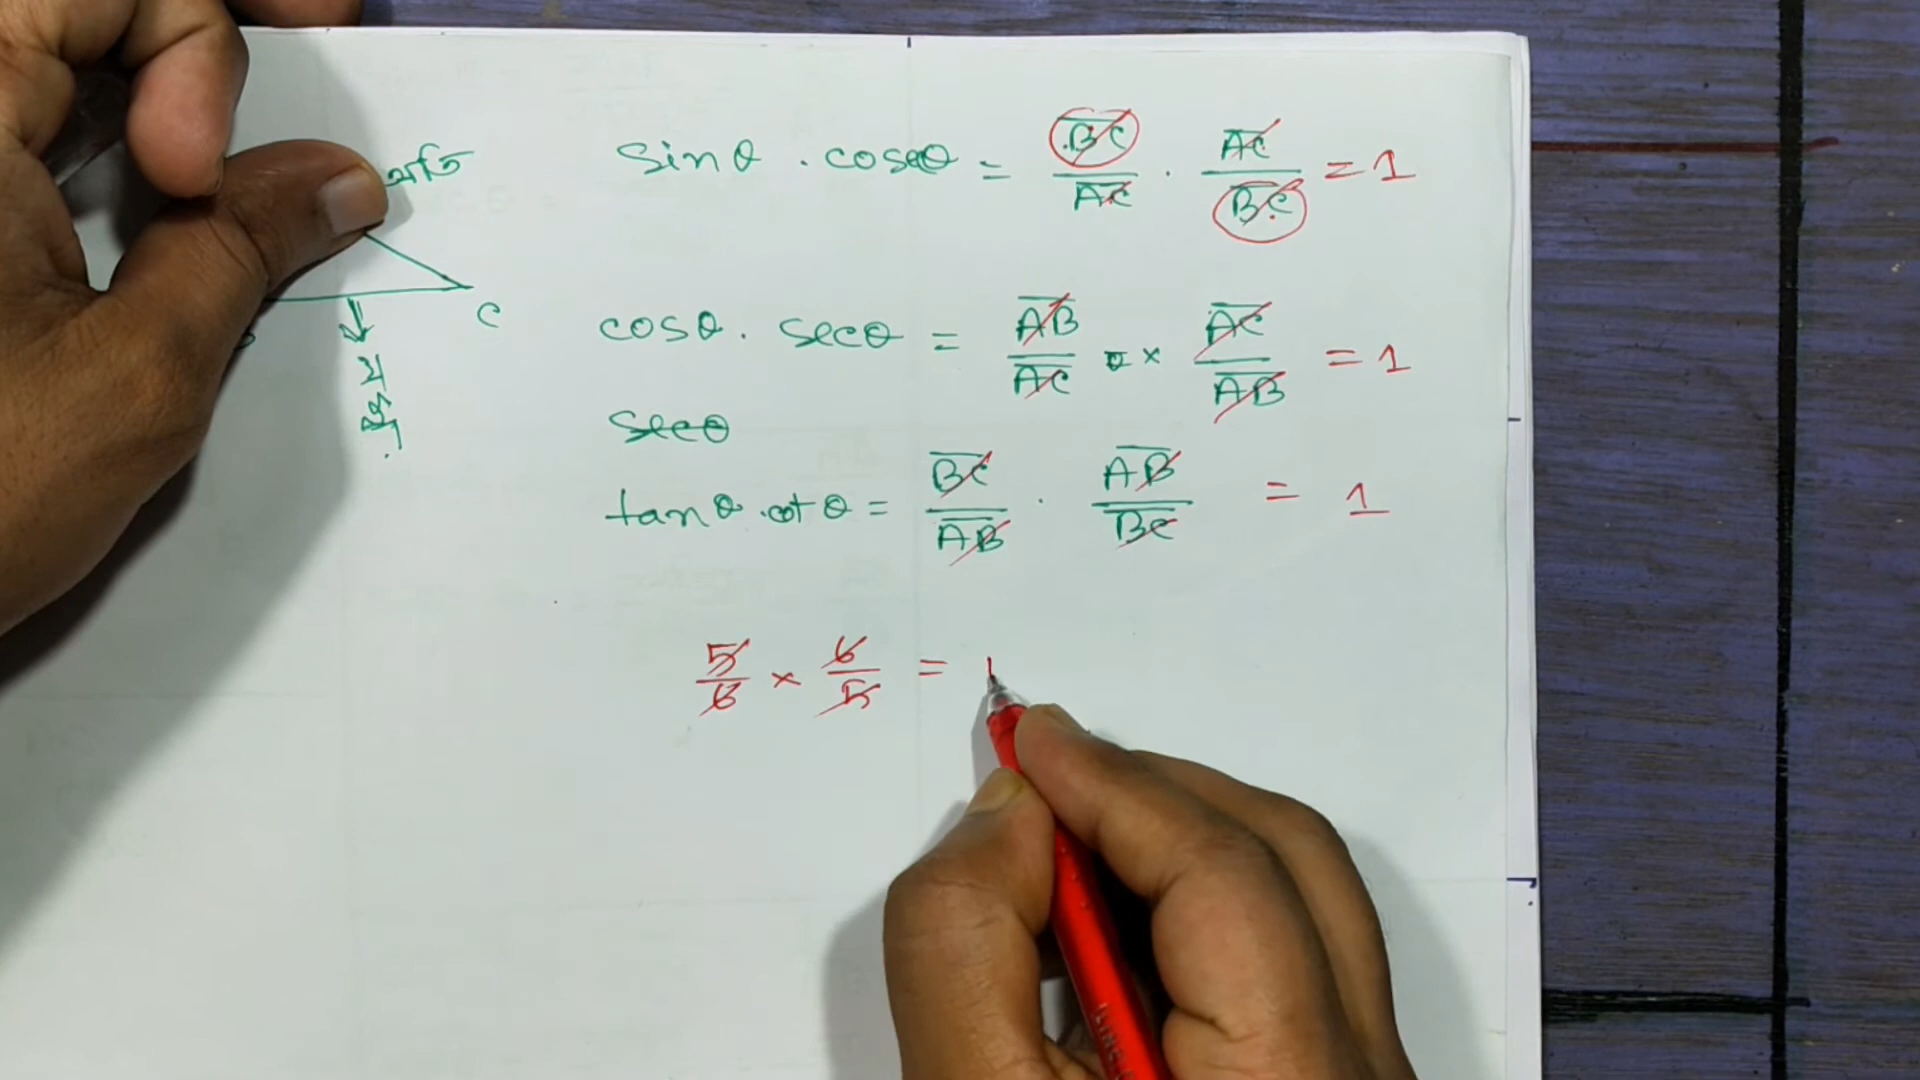 sinθ . cosecθ = BC/AC . AC/BC = 1
C
cosθ . secθ = AB/AC × AC/AB = 1
secθ
tanθ . cotθ = BC/AB . AB/BC = 1
5/6 × 6/5 = 1